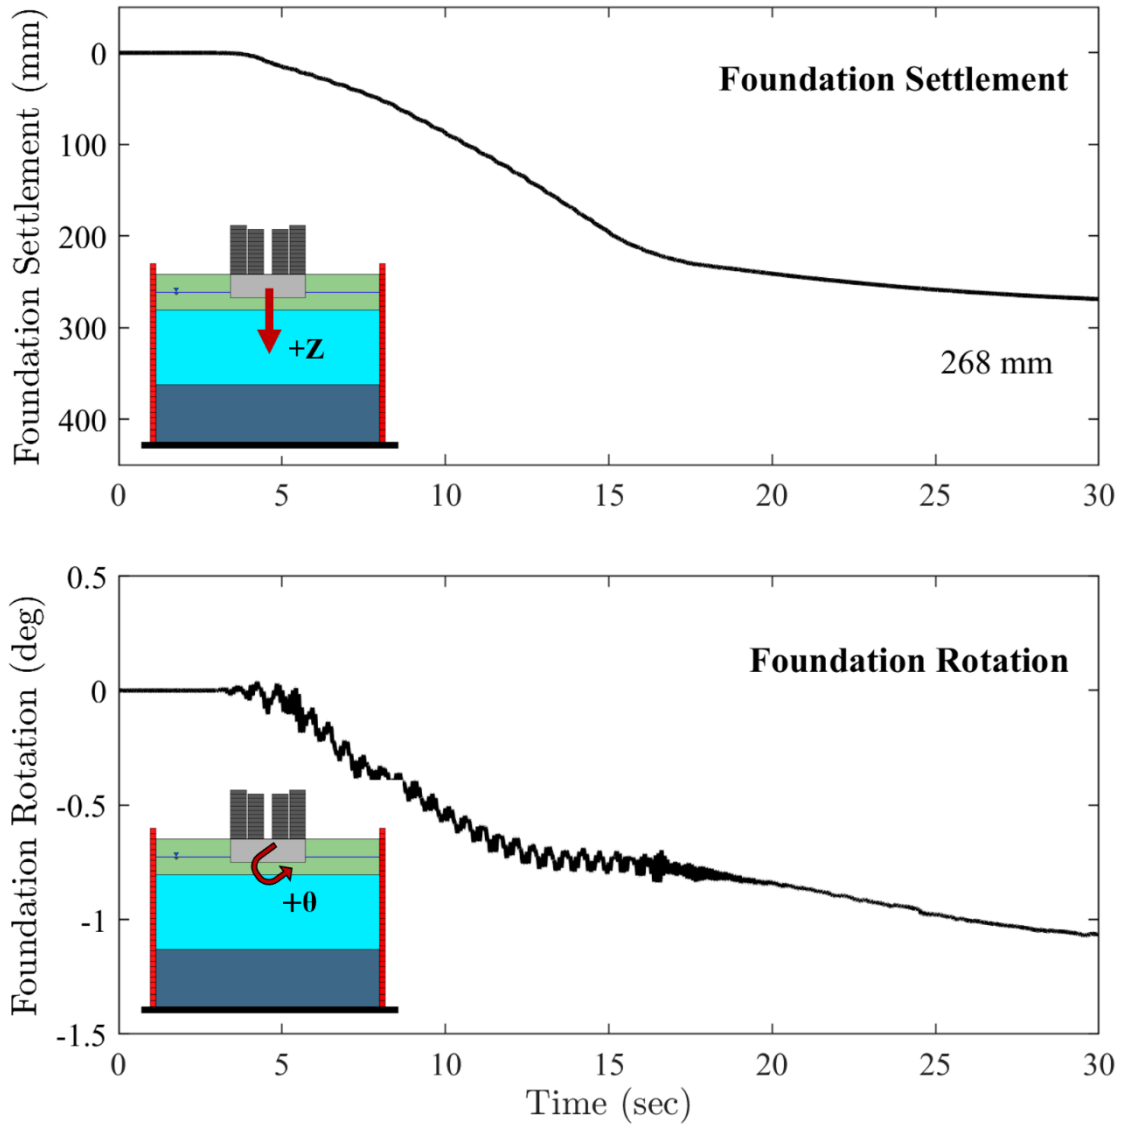 Foundation Settlement (mm)
0
100
200
300
400
Foundation Settlement
+Z
268 mm
0 5 10 15 20 25 30
Foundation Rotation (deg)
0.5
0
-0.5
-1
-1.5
Foundation Rotation
+θ
0 5 10 15 20 25 30
Time (sec)